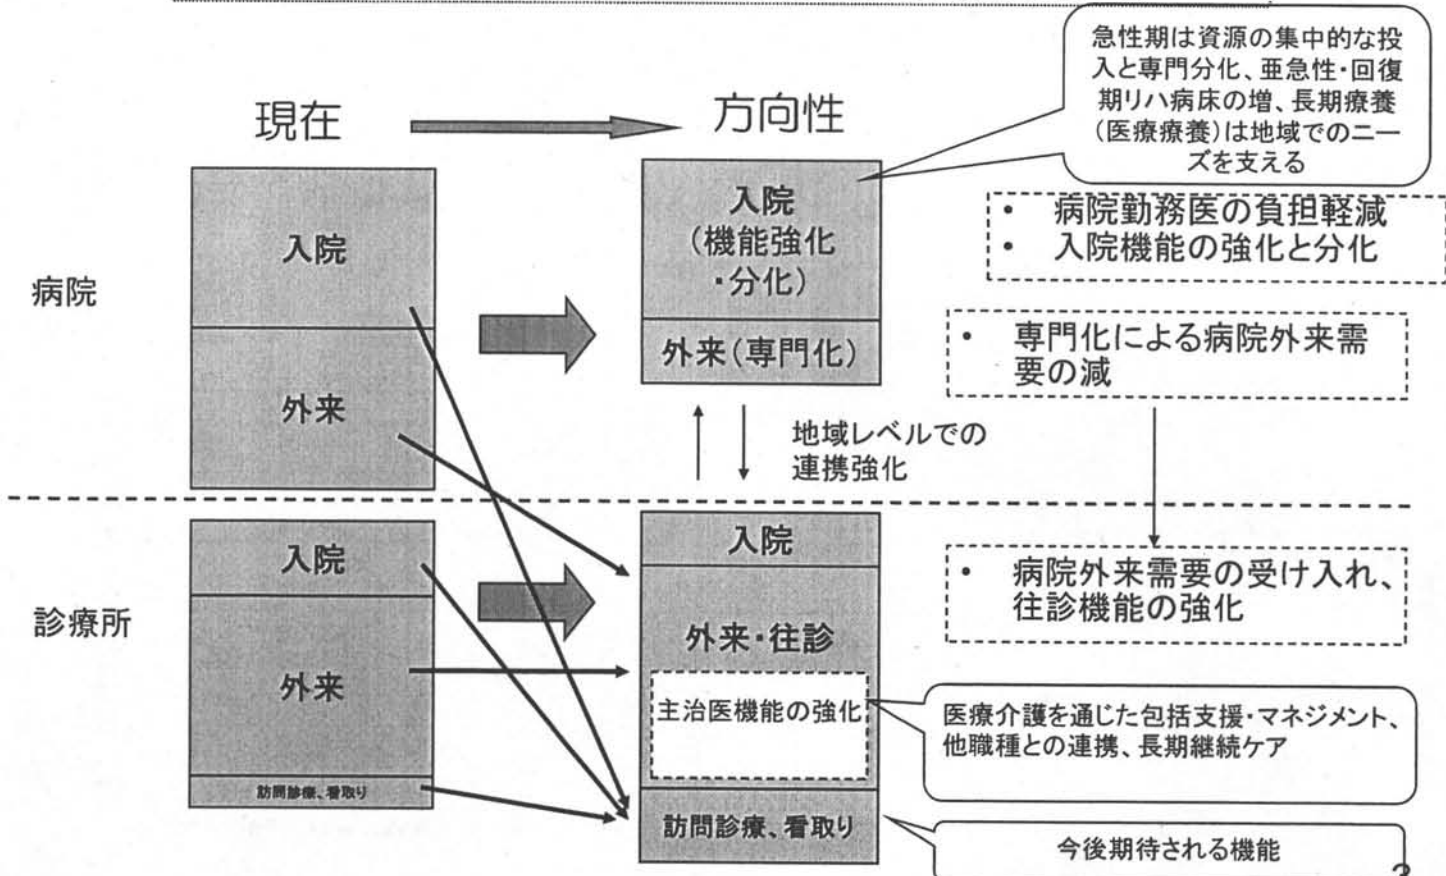 急性期は資源の集中的な投
入と専門分化、亜急性・回復
期リハ病床の増、長期療養
(医療療養)は地域でのニー
ズを支える
現在
方向性
病院
入院
外来
入院
(機能強化
・分化)
外来(専門化)
・ 病院勤務医の負担軽減
・ 入院機能の強化と分化
・ 専門化による病院外来需
要の減
地域レベルでの
連携強化
診療所
入院
外来
訪問診療、看取り
入院
外来・往診
主治医機能の強化
訪問診療、看取り
・ 病院外来需要の受け入れ、
往診機能の強化
医療介護を通じた包括支援・マネジメント、
他職種との連携、長期継続ケア
今後期待される機能